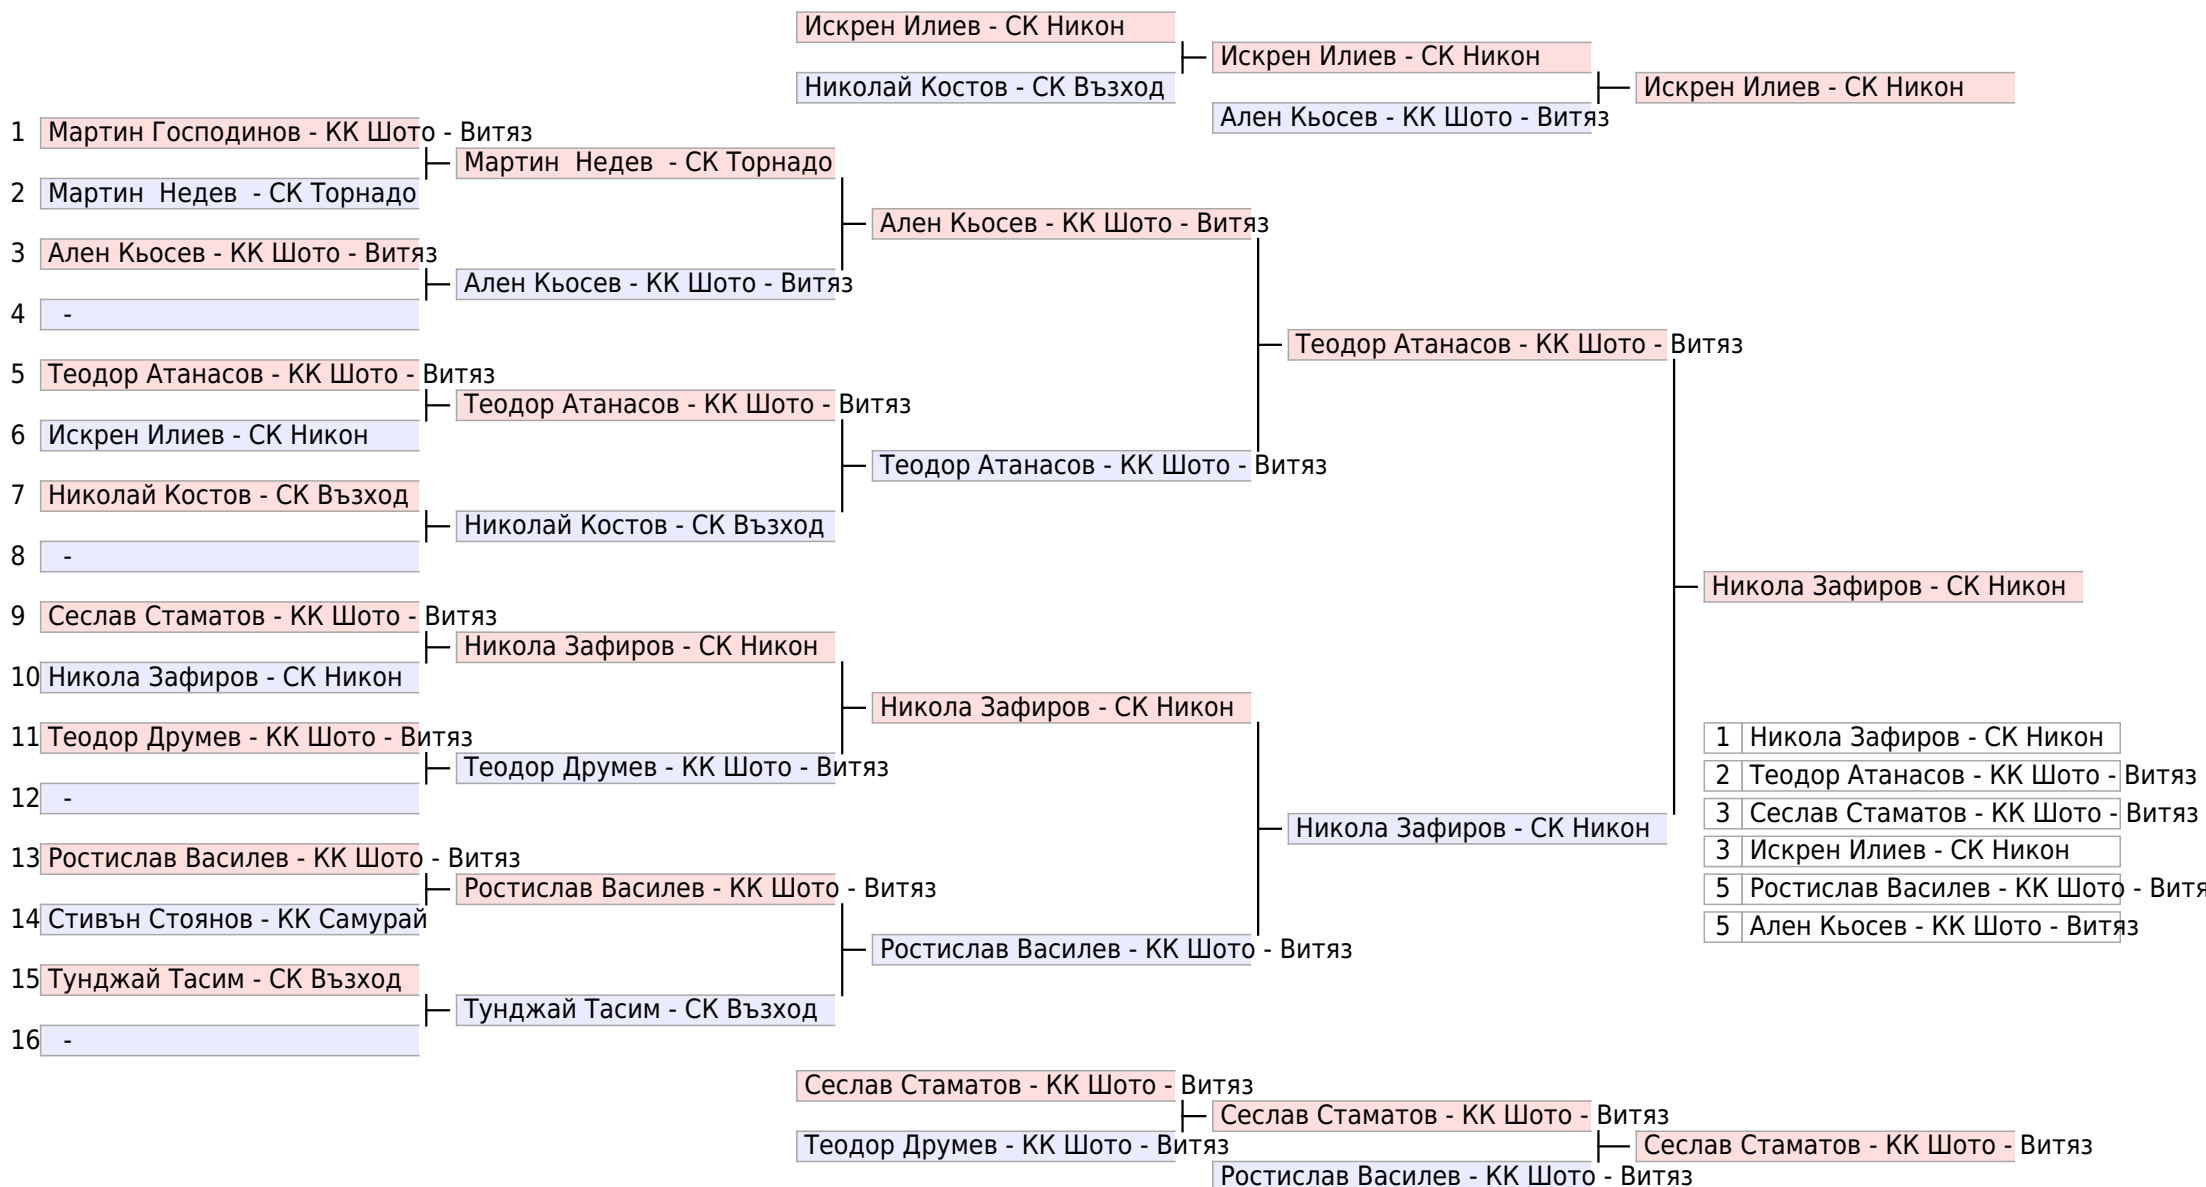 Искрен Илиев - СК Никон
Искрен Илиев - СК Никон
Николай Костов - СК Възход
Искрен Илиев - СК Никон
Ален Кьосев - КК Шото - Витяз
1 Мартин Господинов - КК Шото - Витяз
Мартин  Недев  - СК Торнадо
2 Мартин  Недев  - СК Торнадо
Ален Кьосев - КК Шото - Витяз
3 Ален Кьосев - КК Шото - Витяз
Ален Кьосев - КК Шото - Витяз
4 -
Теодор Атанасов - КК Шото - Витяз
5 Теодор Атанасов - КК Шото - Витяз
Теодор Атанасов - КК Шото - Витяз
6 Искрен Илиев - СК Никон
Теодор Атанасов - КК Шото - Витяз
7 Николай Костов - СК Възход
Николай Костов - СК Възход
8 -
Никола Зафиров - СК Никон
9 Сеслав Стаматов - КК Шото - Витяз
Никола Зафиров - СК Никон
10 Никола Зафиров - СК Никон
Никола Зафиров - СК Никон
11 Теодор Друмев - КК Шото - Витяз
1 Никола Зафиров - СК Никон
Теодор Друмев - КК Шото - Витяз
2 Теодор Атанасов - КК Шото - Витяз
12 -
3 Сеслав Стаматов - КК Шото - Витяз
Никола Зафиров - СК Никон
3 Искрен Илиев - СК Никон
13 Ростислав Василев - КК Шото - Витяз
Ростислав Василев - КК Шото - Витяз
5 Ростислав Василев - КК Шото - Витя
14 Стивън Стоянов - КК Самурай
5 Ален Кьосев - КК Шото - Витяз
Ростислав Василев - КК Шото - Витяз
15 Тунджай Тасим - СК Възход
Тунджай Тасим - СК Възход
16 -
Сеслав Стаматов - КК Шото - Витяз
Сеслав Стаматов - КК Шото - Витяз
Теодор Друмев - КК Шото - Витяз
Сеслав Стаматов - КК Шото - Витяз
Ростислав Василев - КК Шото - Витяз